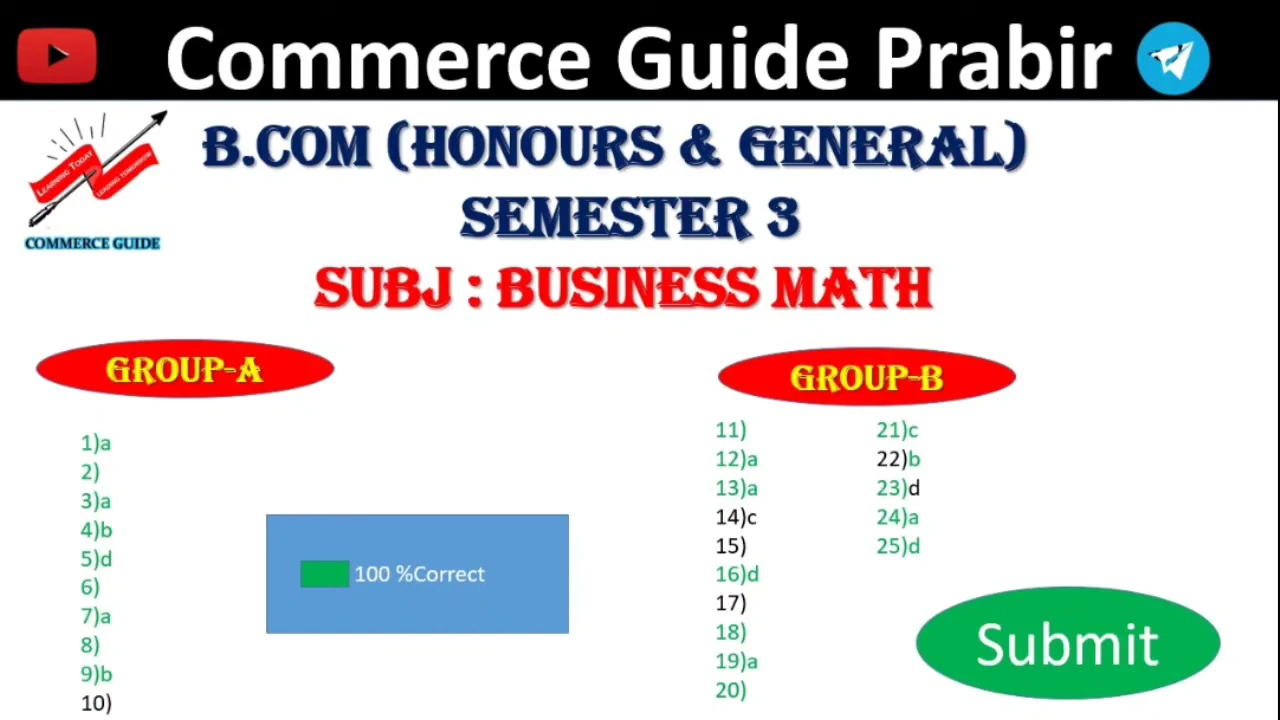 Commerce Guide Prabir
LEARNING TODAY
LEADING TOMORROW
COMMERCE GUIDE
B.COM (HONOURS & GENERAL)
SEMESTER 3
SUBJ : BUSINESS MATH
GROUP-A
1)a
2)
3)a
4)b
5)d
6)
7)a
8)
9)b
10)
100 %Correct
GROUP-B
11)
12)a
13)a
14)c
15)
16)d
17)
18)
19)a
20)
21)c
22)b
23)d
24)a
25)d
Submit